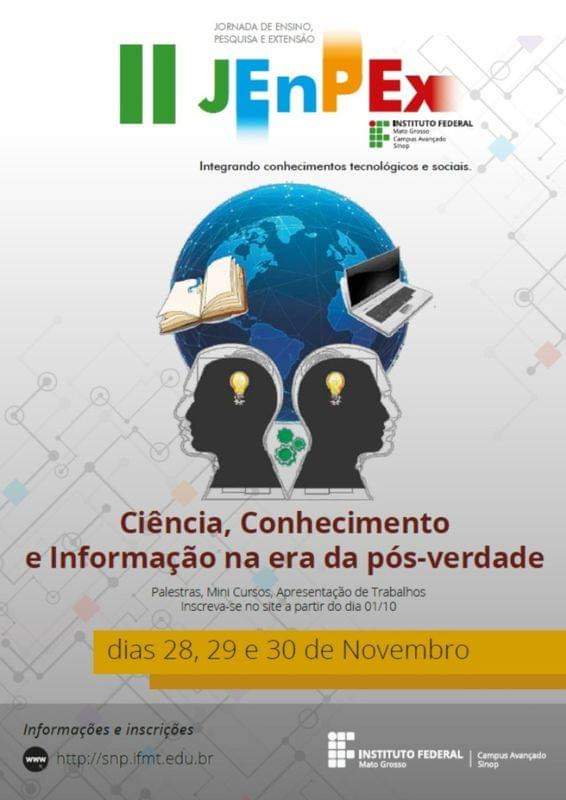 JORNADA DE ENSINO,
PESQUISA E EXTENSÃO
II JEnPEx
INSTITUTO FEDERAL
Mato Grosso
Campus Avançado
Sinop
Integrando conhecimentos tecnológicos e sociais.
Ciência, Conhecimento
e Informação na era da pós-verdade
Palestras, Mini Cursos, Apresentação de Trabalhos
Inscreva-se no site a partir do dia 01/10
dias 28, 29 e 30 de Novembro
Informações e inscrições
www http://snp.ifmt.edu.br
INSTITUTO FEDERAL
Mato Grosso
Campus Avançado
Sinop